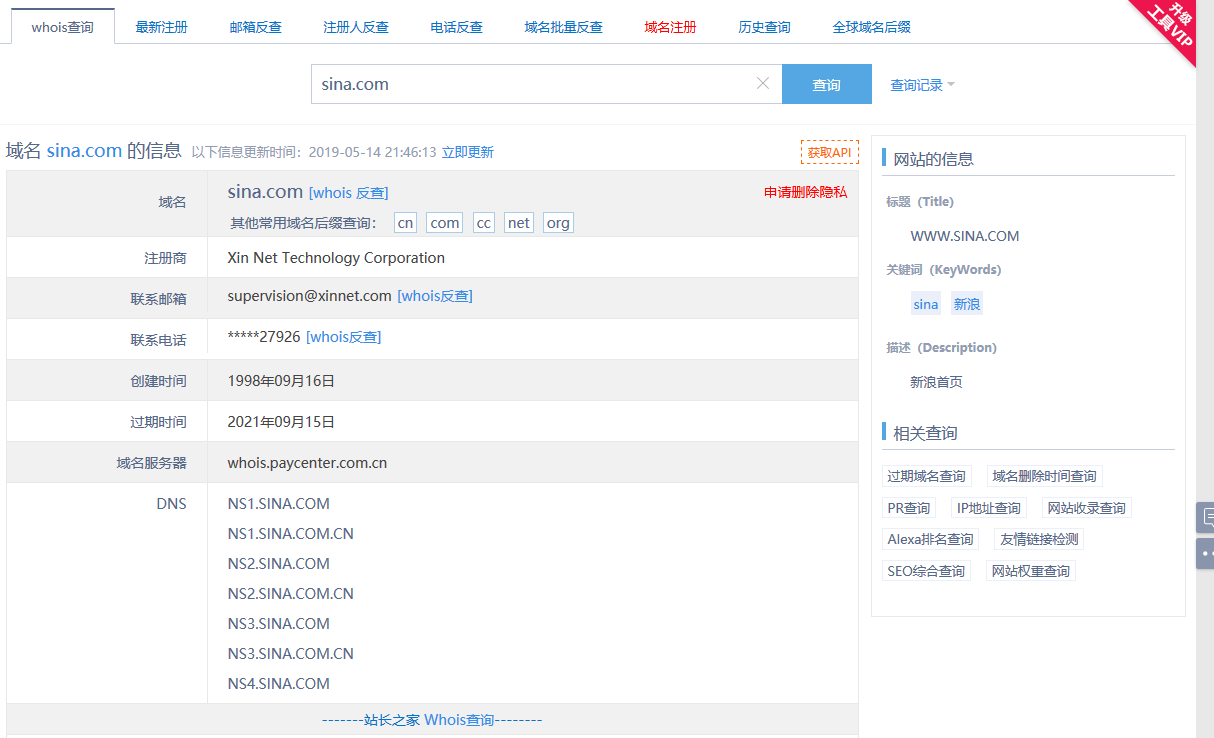 whois查询 最新注册 邮箱反查 注册人反查 电话反查 域名批量反查 域名注册 历史查询 全球域名后缀
升级
工具VIP
sina.com 查询 查询记录
域名 sina.com 的信息 以下信息更新时间：2019-05-14 21:46:13 立即更新 获取API
域名 sina.com [whois 反查] 申请删除隐私
其他常用域名后缀查询： cn com cc net org
注册商 Xin Net Technology Corporation
联系邮箱 supervision@xinnet.com [whois反查]
联系电话 *****27926 [whois反查]
创建时间 1998年09月16日
过期时间 2021年09月15日
域名服务器 whois.paycenter.com.cn
DNS NS1.SINA.COM
NS1.SINA.COM.CN
NS2.SINA.COM
NS2.SINA.COM.CN
NS3.SINA.COM
NS3.SINA.COM.CN
NS4.SINA.COM
-------站长之家 Whois查询--------
网站的信息
标题（Title）
WWW.SINA.COM
关键词（KeyWords）
sina 新浪
描述（Description）
新浪首页
相关查询
过期域名查询 域名删除时间查询
PR查询 IP地址查询 网站收录查询
Alexa排名查询 友情链接检测
SEO综合查询 网站权重查询